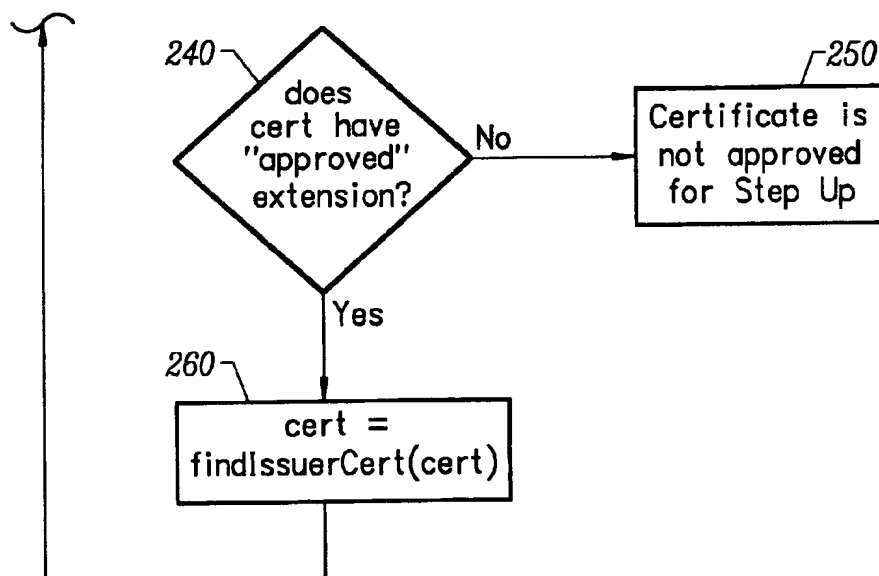 240
does
cert have
"approved"
extension?
No
250
Certificate is
not approved
for Step Up
Yes
260
cert =
findIssuerCert(cert)